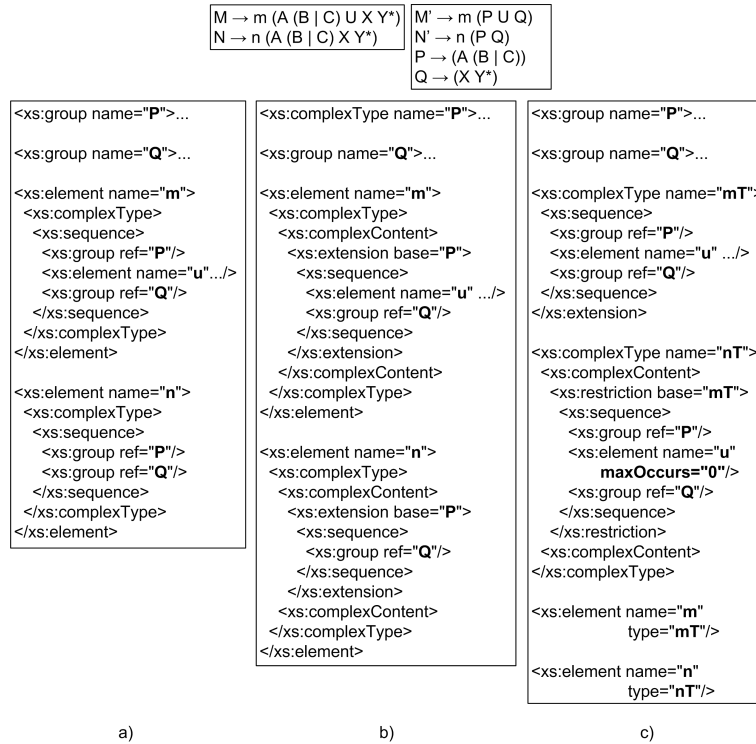 M → m (A (B | C) U X Y*)
N → n (A (B | C) X Y*)
M' → m (P U Q)
N' → n (P Q)
P → (A (B | C))
Q → (X Y*)
<xs:group name="P">...
<xs:group name="Q">...
<xs:element name="m">
<xs:complexType>
<xs:sequence>
<xs:group ref="P"/>
<xs:element name="u".../>
<xs:group ref="Q"/>
</xs:sequence>
</xs:complexType>
</xs:element>
<xs:element name="n">
<xs:complexType>
<xs:sequence>
<xs:group ref="P"/>
<xs:group ref="Q"/>
</xs:sequence>
</xs:complexType>
</xs:element>
a)
<xs:complexType name="P">...
<xs:group name="Q">...
<xs:element name="m">
<xs:complexType>
<xs:complexContent>
<xs:extension base="P">
<xs:sequence>
<xs:element name="u" .../>
<xs:group ref="Q"/>
</xs:sequence>
</xs:extension>
</xs:complexContent>
</xs:complexType>
</xs:element>
<xs:element name="n">
<xs:complexType>
<xs:complexContent>
<xs:extension base="P">
<xs:sequence>
<xs:group ref="Q"/>
</xs:sequence>
</xs:extension>
<xs:complexContent>
</xs:complexType>
</xs:element>
b)
<xs:group name="P">...
<xs:group name="Q">...
<xs:complexType name="mT">
<xs:sequence>
<xs:group ref="P"/>
<xs:element name="u" .../>
<xs:group ref="Q"/>
</xs:sequence>
</xs:extension>
<xs:complexType name="nT">
<xs:complexContent>
<xs:restriction base="mT">
<xs:sequence>
<xs:group ref="P"/>
<xs:element name="u"
maxOccurs="0"/>
<xs:group ref="Q"/>
</xs:sequence>
</xs:restriction>
<xs:complexContent>
</xs:complexType>
<xs:element name="m"
type="mT"/>
<xs:element name="n"
type="nT"/>
c)